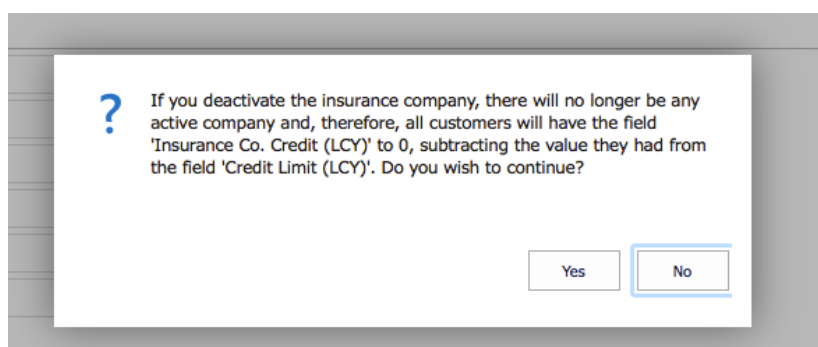 ?
If you deactivate the insurance company, there will no longer be any
active company and, therefore, all customers will have the field
'Insurance Co. Credit (LCY)' to 0, subtracting the value they had from
the field 'Credit Limit (LCY)'. Do you wish to continue?
Yes No